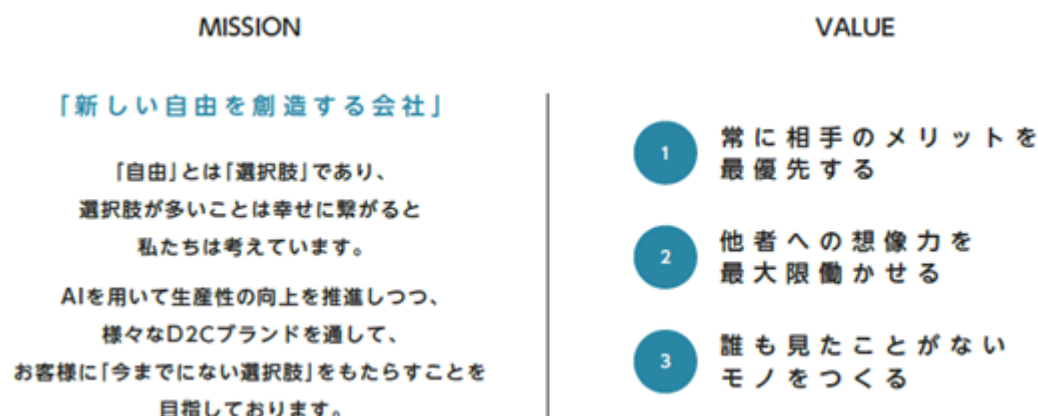 MISSION
「新しい自由を創造する会社」
「自由」とは「選択肢」であり、
選択肢が多いことは幸せに繋がると
私たちは考えています。
AIを用いて生産性の向上を推進しつつ、
様々なD2Cブランドを通して、
お客様に「今までにない選択肢」をもたらすことを
目指しております。
VALUE
1
常に相手のメリットを
最優先する
2
他者への想像力を
最大限働かせる
3
誰も見たことがない
モノをつくる